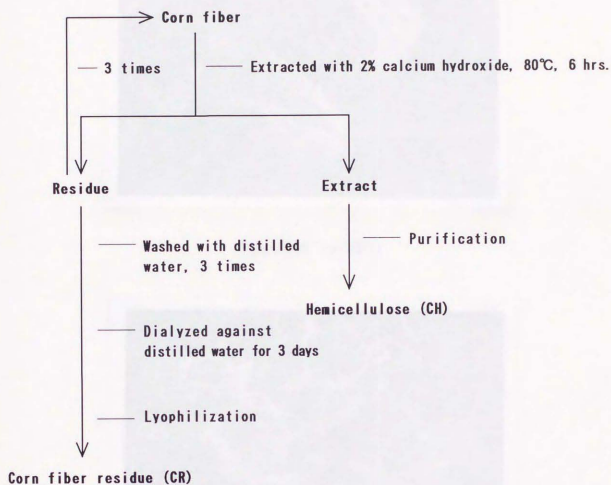 Corn fiber
3 times
Extracted with 2% calcium hydroxide, 80℃, 6 hrs.
Residue
Extract
Washed with distilled
water, 3 times
Purification
Hemicellulose (CH)
Dialyzed against
distilled water for 3 days
Lyophilization
Corn fiber residue (CR)